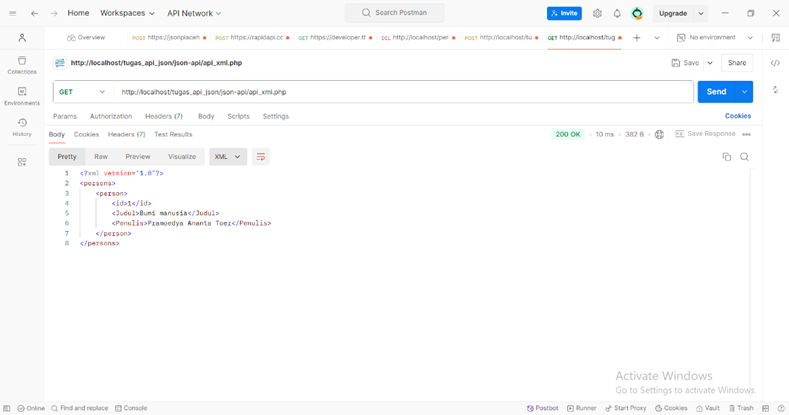 Home Workspaces API Network Search Postman Invite Upgrade
Overview POST https://jsonplaceh POST https://rapidapi.cc GET https://developer.tf DEL http://localhost/per POST http://localhost/tu GET http://localhost/tug No environment
http://localhost/tugas_api_json/json-api/api_xml.php Save Share
GET http://localhost/tugas_api_json/json-api/api_xml.php Send
Params Authorization Headers (7) Body Scripts Settings Cookies
Body Cookies Headers (7) Test Results 200 OK 10 ms 382 B Save Response
Pretty Raw Preview Visualize XML
1 <?xml version="1.0"?>
2 <persons>
3 <person>
4 <id>1</id>
5 <Judul>Bumi manusia</Judul>
6 <Penulis>Pramoedya Ananta Toer</Penulis>
7 </person>
8 </persons>
Collections
Environments
History
Activate Windows
Go to Settings to activate Windows.
Online Find and replace Console Postbot Runner Start Proxy Cookies Vault Trash